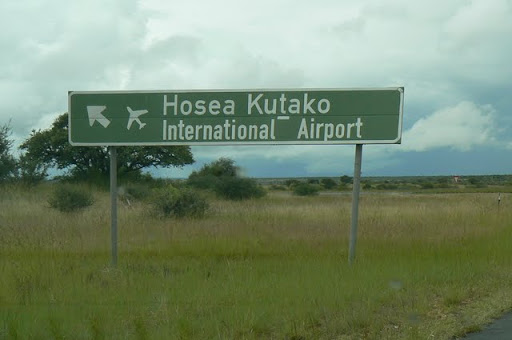 Hosea Kutako
International Airport